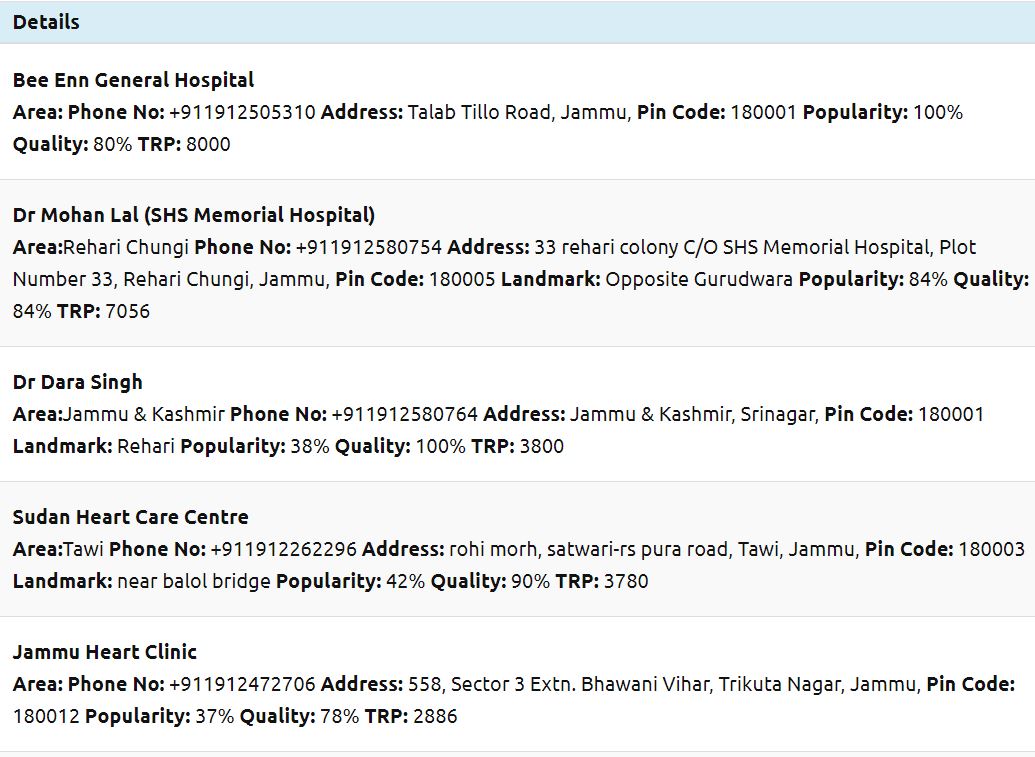 Details
Bee Enn General Hospital
Area: Phone No: +911912505310 Address: Talab Tillo Road, Jammu, Pin Code: 180001 Popularity: 100%
Quality: 80% TRP: 8000
Dr Mohan Lal (SHS Memorial Hospital)
Area:Rehari Chungi Phone No: +911912580754 Address: 33 rehari colony C/O SHS Memorial Hospital, Plot
Number 33, Rehari Chungi, Jammu, Pin Code: 180005 Landmark: Opposite Gurudwara Popularity: 84% Quality:
84% TRP: 7056
Dr Dara Singh
Area:Jammu & Kashmir Phone No: +911912580764 Address: Jammu & Kashmir, Srinagar, Pin Code: 180001
Landmark: Rehari Popularity: 38% Quality: 100% TRP: 3800
Sudan Heart Care Centre
Area:Tawi Phone No: +911912262296 Address: rohi morh, satwari-rs pura road, Tawi, Jammu, Pin Code: 180003
Landmark: near balol bridge Popularity: 42% Quality: 90% TRP: 3780
Jammu Heart Clinic
Area: Phone No: +911912472706 Address: 558, Sector 3 Extn. Bhawani Vihar, Trikuta Nagar, Jammu, Pin Code:
180012 Popularity: 37% Quality: 78% TRP: 2886